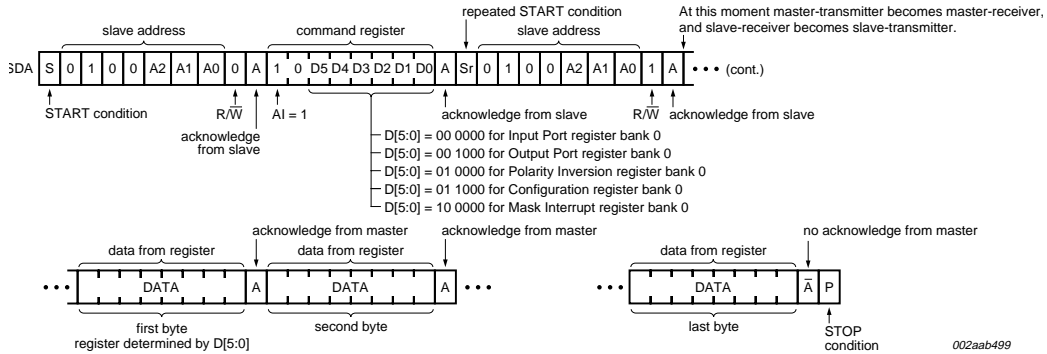 repeated START condition
At this moment master-transmitter becomes master-receiver,
and slave-receiver becomes slave-transmitter.
slave address
command register
slave address
SDA S 0 1 0 0 A2 A1 A0 0 A 1 0 D5 D4 D3 D2 D1 D0 A Sr 0 1 0 0 A2 A1 A0 1 A (cont.)
START condition
R/W̅
AI = 1
acknowledge from slave
R/W̅
acknowledge from slave
acknowledge
from slave
D[5:0] = 00 0000 for Input Port register bank 0
D[5:0] = 00 1000 for Output Port register bank 0
D[5:0] = 01 0000 for Polarity Inversion register bank 0
D[5:0] = 01 1000 for Configuration register bank 0
D[5:0] = 10 0000 for Mask Interrupt register bank 0
acknowledge from master
acknowledge from master
no acknowledge from master
data from register
data from register
data from register
DATA A DATA A DATA A̅ P
first byte
register determined by D[5:0]
second byte
last byte
STOP
condition
002aab499